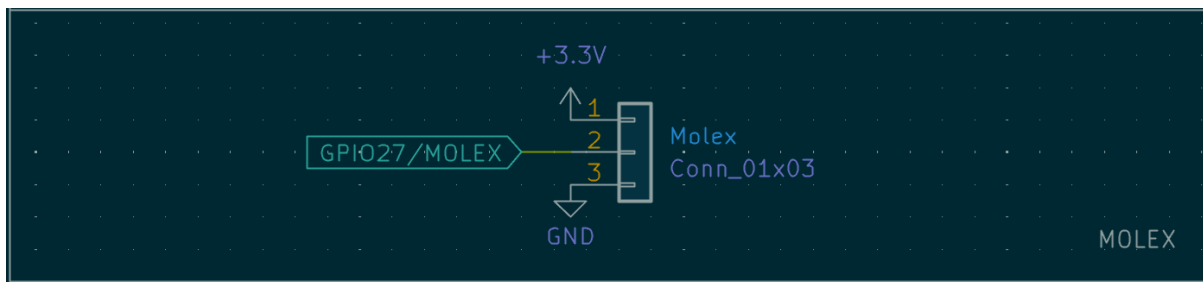 +3.3V
1
GPIO27/MOLEX
2
Molex
3
Conn_01x03
GND
MOLEX